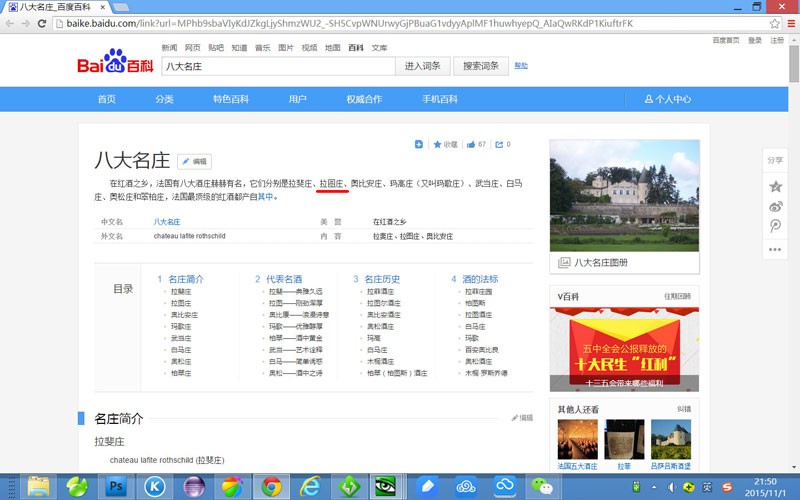 八大名庄_百度百科
baike.baidu.com/link?url=MPhb9sbaVlyKdJZkgLjyShmzWU2_-SH5CvpWNUrwyGjPBuaG1vdyyAplMF1huwhyepQ_AlaQwRKdP1KiuftrFK
百度首页 登录 注册
新闻 网页 贴吧 知道 音乐 图片 视频 地图 百科 文库
Bai du 百科
八大名庄 进入词条 搜索词条 帮助
首页 分类 特色百科 用户 权威合作 手机百科 个人中心
收藏 67 0
八大名庄 编辑
在红酒之乡,法国有八大酒庄赫赫有名,它们分别是拉斐庄、拉图庄、奥比安庄、玛高庄(又叫玛歌庄)、武当庄、白马
庄、奥松庄和翠柏庄,法国最顶级的红酒都产自其中。
中文名 八大名庄 美誉 在红酒之乡
外文名 chateau lafite rothschild 内容 拉斐庄、拉图庄、奥比安庄
目录
1 名庄简介
拉斐庄
拉图庄
奥比安庄
玛歌庄
武当庄
白马庄
奥松庄
柏翠庄
2 代表名酒
拉斐——典雅久远
拉图——刚劲浑厚
奥比康——浪漫诗意
玛歌——优雅醇厚
柏翠——酒中黄金
武当——艺术诠释
白马——简单诱惑
奥松——酒中之诗
3 名庄历史
拉菲酒庄
拉图尔酒庄
奥比安酒庄
奥松酒庄
玛高
白马酒庄
木桐酒庄
柏翠(柏图斯)酒庄
4 酒的法标
拉菲庄园
柏图斯
拉图酒庄
白马庄
玛歌
百安奥比良
奥松酒庄
木桐·罗斯乔德
八大名庄图册
分享
V百科 往期回顾
五中全会公报释放的
十大民生“红利”
十三五会带来哪些福利
其他人还看 纠错
法国五大酒庄 拉菲 吕萨吕斯酒堡
名庄简介 编辑
拉斐庄
chateau lafite rothschild (拉斐庄)
21:50
2015/11/1